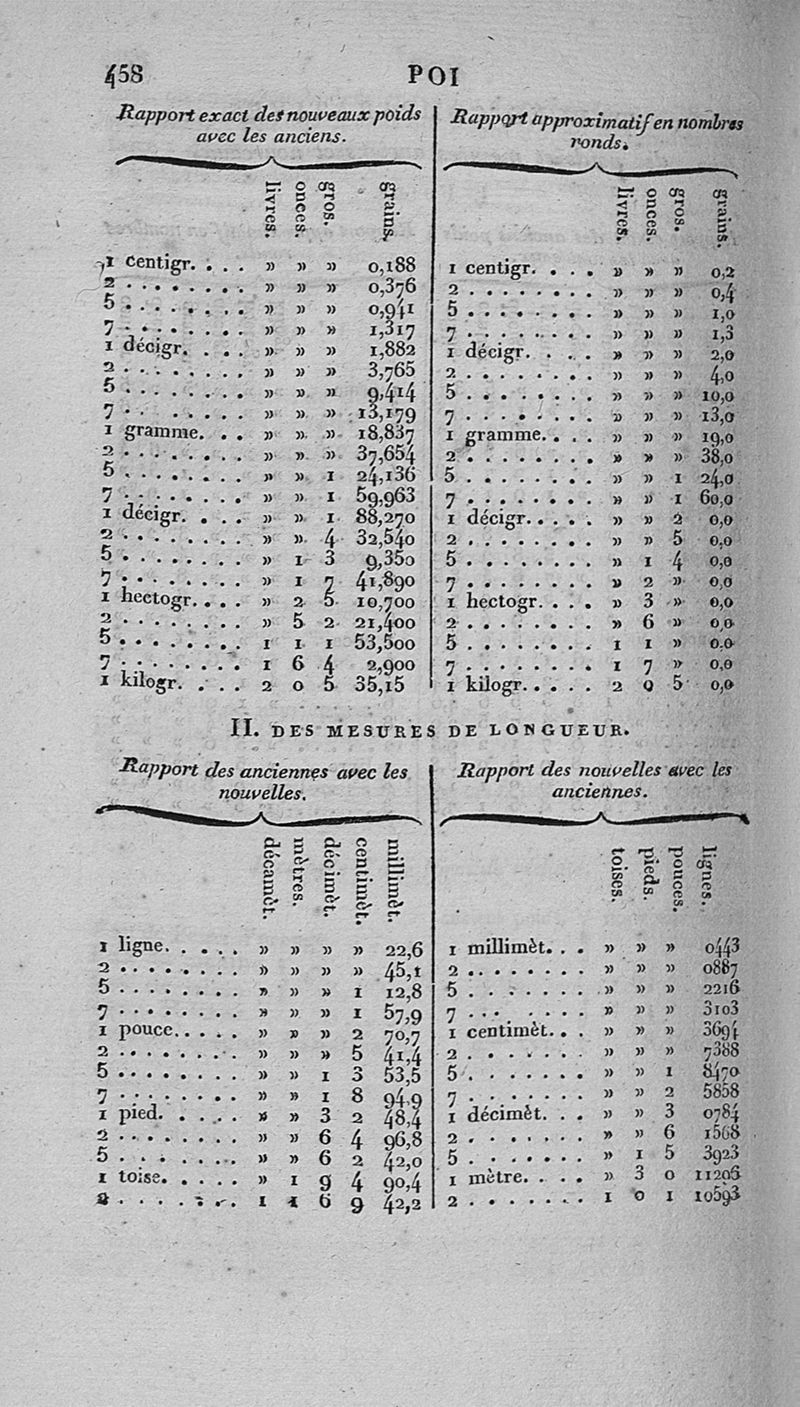 458 POI
Rapport exact des nouveaux poids
avec les anciens.
livres. onces. gros. grains.
1 centigr. . . . » » » 0,188
2 . . . . . . . . » » » 0,376
5 . . . . . . . . » » » 0,941
7 . . . . . . . . » » » 1,317
1 décigr. . . . » » » 1,882
2 . . . . . . . . » » » 3,765
5 . . . . . . . . » » » 9,414
7 . . . . . . . . » » » 13,179
1 gramme. . . » » » 18,837
2 . . . . . . . . » » » 37,654
5 . . . . . . . . » » 1 24,136
7 . . . . . . . . » » 1 59,963
1 décigr. . . . » » 1 88,270
2 . . . . . . . . » » 4 32,540
5 . . . . . . . . » 1 3 9,350
7 . . . . . . . . » 1 7 41,890
1 hectogr. . . . » 2 5 10,700
2 . . . . . . . . » 5 2 21,400
5 . . . . . . . . 1 1 1 53,500
7 . . . . . . . . 1 6 4 2,900
1 kilogr. . . . 2 0 5 35,15
Rapport approximatif en nombres
ronds.
livres. onces. gros. grains.
1 centigr. . . . » » » 0,2
2 . . . . . . . . » » » 0,4
5 . . . . . . . . » » » 1,0
7 . . . . . . . . » » » 1,3
1 décigr. . . . » » » 2,0
2 . . . . . . . . » » » 4,0
5 . . . . . . . . » » » 10,0
7 . . . . . . . . » » » 13,0
1 gramme. . . . » » » 19,0
2 . . . . . . . . » » » 38,0
5 . . . . . . . . » » 1 24,0
7 . . . . . . . . » » 1 60,0
1 décigr. . . . . » » 2 0,0
2 . . . . . . . . » » 5 0,0
5 . . . . . . . . » 1 4 0,0
7 . . . . . . . . » 2 » 0,0
1 hectogr. . . . » 3 » 0,0
2 . . . . . . . . » 6 » 0,0
5 . . . . . . . . 1 1 » 0,0
7 . . . . . . . . 1 7 » 0,0
1 kilogr. . . . . 2 0 5 0,0
II. DES MESURES DE LONGUEUR.
Rapport des anciennes avec les
nouvelles.
décamèt. mètres. décimèt. centimèt. millimèt.
1 ligne. . . . . » » » » 22,6
2 . . . . . . . . » » » » 45,1
5 . . . . . . . . » » » 1 12,8
7 . . . . . . . . » » » 1 57,9
1 pouce. . . . . » » » 2 70,7
2 . . . . . . . . » » » 5 41,4
5 . . . . . . . . » » 1 3 53,5
7 . . . . . . . . » » 1 8 94,9
1 pied. . . . . » » 3 2 48,4
2 . . . . . . . . » » 6 4 96,8
5 . . . . . . . . » » 6 2 42,0
1 toise. . . . . » 1 9 4 90,4
2 . . . . . . . 1 1 6 9 42,2
Rapport des nouvelles avec les
anciennes.
toises. pieds. pouces. lignes.
1 millimèt. . . » » » 0443
2 . . . . . . . . » » » 0887
5 . . . . . . . . » » » 2216
7 . . . . . . . . » » » 3103
1 centimèt. . . » » » 3694
2 . . . . . . . . » » » 7388
5 . . . . . . . . » » 1 8470
7 . . . . . . . . » » 2 5858
1 décimèt. . . » » 3 0784
2 . . . . . . . . » » 6 1568
5 . . . . . . . . » 1 5 3923
1 mètre. . . . » 3 0 11206
2 . . . . . . . . 1 0 1 10593